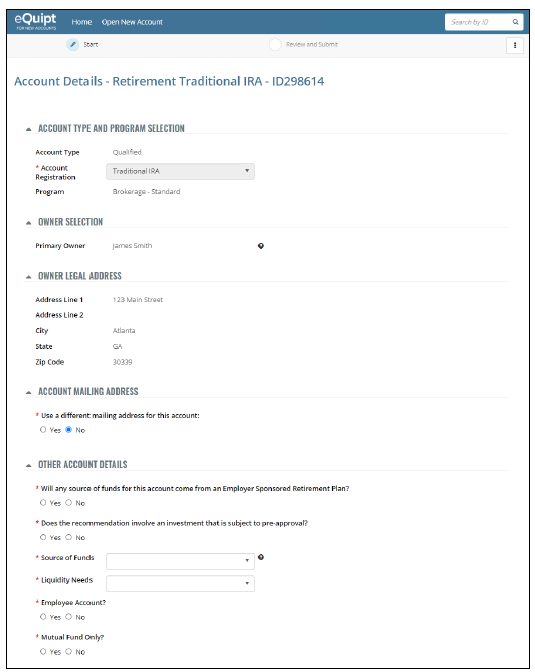 eQuipt
FOR NEW ACCOUNTS
Home Open New Account Search by ID
Start Review and Submit
Account Details - Retirement Traditional IRA - ID298614
ACCOUNT TYPE AND PROGRAM SELECTION
Account Type Qualified
* Account Registration Traditional IRA
Program Brokerage - Standard
OWNER SELECTION
Primary Owner James Smith
OWNER LEGAL ADDRESS
Address Line 1 123 Main Street
Address Line 2
City Atlanta
State GA
Zip Code 30339
ACCOUNT MAILING ADDRESS
* Use a different mailing address for this account:
Yes No
OTHER ACCOUNT DETAILS
* Will any source of funds for this account come from an Employer Sponsored Retirement Plan?
Yes No
* Does the recommendation involve an investment that is subject to pre-approval?
Yes No
* Source of Funds
* Liquidity Needs
* Employee Account?
Yes No
* Mutual Fund Only?
Yes No